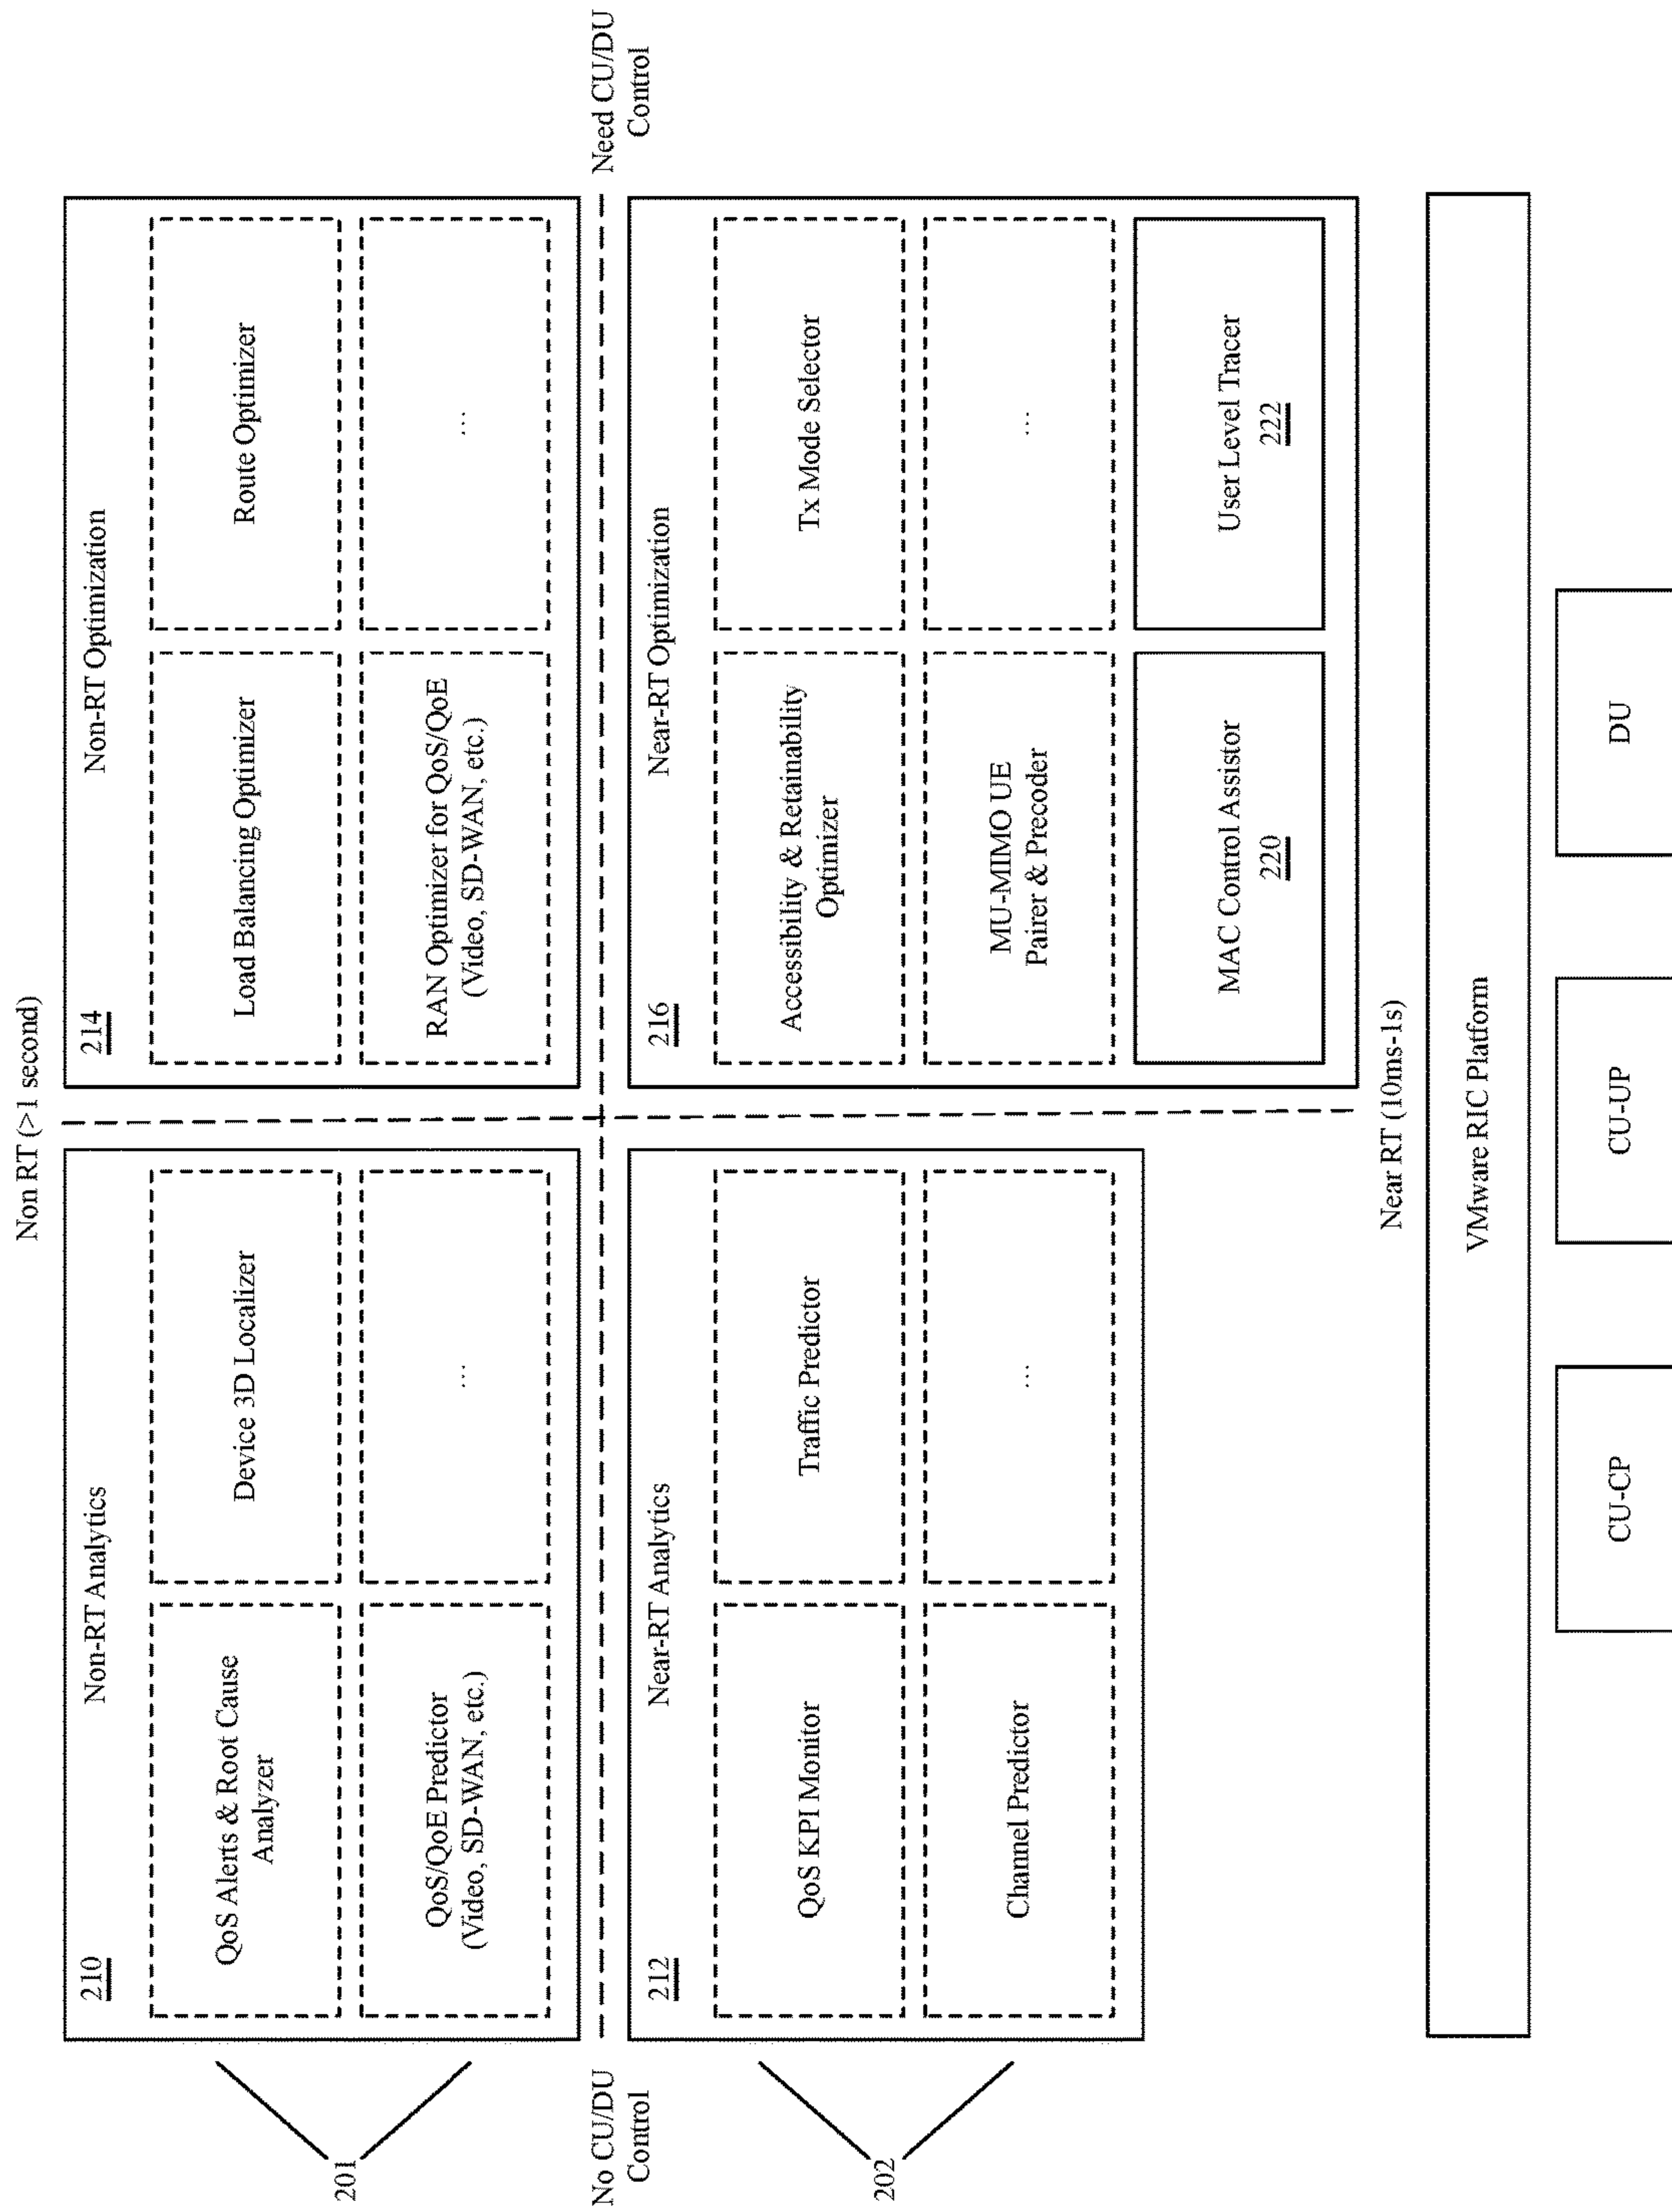 Non RT (>1 second)
210
Non-RT Analytics
QoS Alerts & Root Cause
Analyzer
Device 3D Localizer
QoS/QoE Predictor
(Video, SD-WAN, etc.)
...
201
214
Non-RT Optimization
Load Balancing Optimizer
Route Optimizer
RAN Optimizer for QoS/QoE
(Video, SD-WAN, etc.)
...
No CU/DU
Control
Need CU/DU
Control
212
Near-RT Analytics
QoS KPI Monitor
Traffic Predictor
Channel Predictor
...
202
216
Near-RT Optimization
Accessibility & Retainability
Optimizer
Tx Mode Selector
MU-MIMO UE
Pairer & Precoder
...
MAC Control Assistor
220
User Level Tracer
222
Near RT (10ms-1s)
VMware RIC Platform
CU-CP
CU-UP
DU